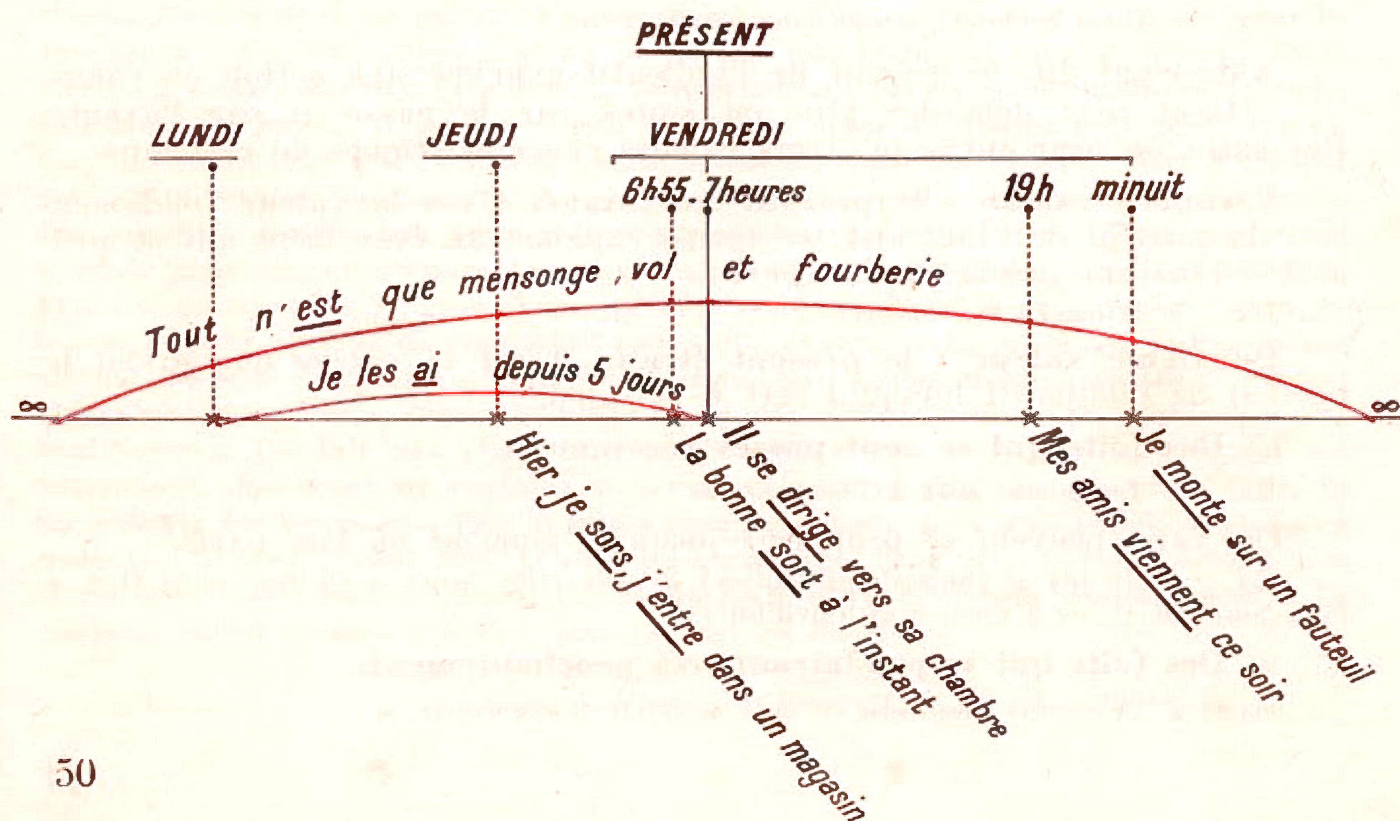 PRÉSENT
LUNDI JEUDI VENDREDI
6h55. 7heures 19h minuit
Tout n'est que mensonge, vol et fourberie
Je les ai depuis 5 jours
∞ ∞
Hier, je sors, j'entre dans un magasin
La bonne sort à l'instant
Il se dirige vers sa chambre
Mes amis viennent ce soir
Je monte sur un fauteuil
50